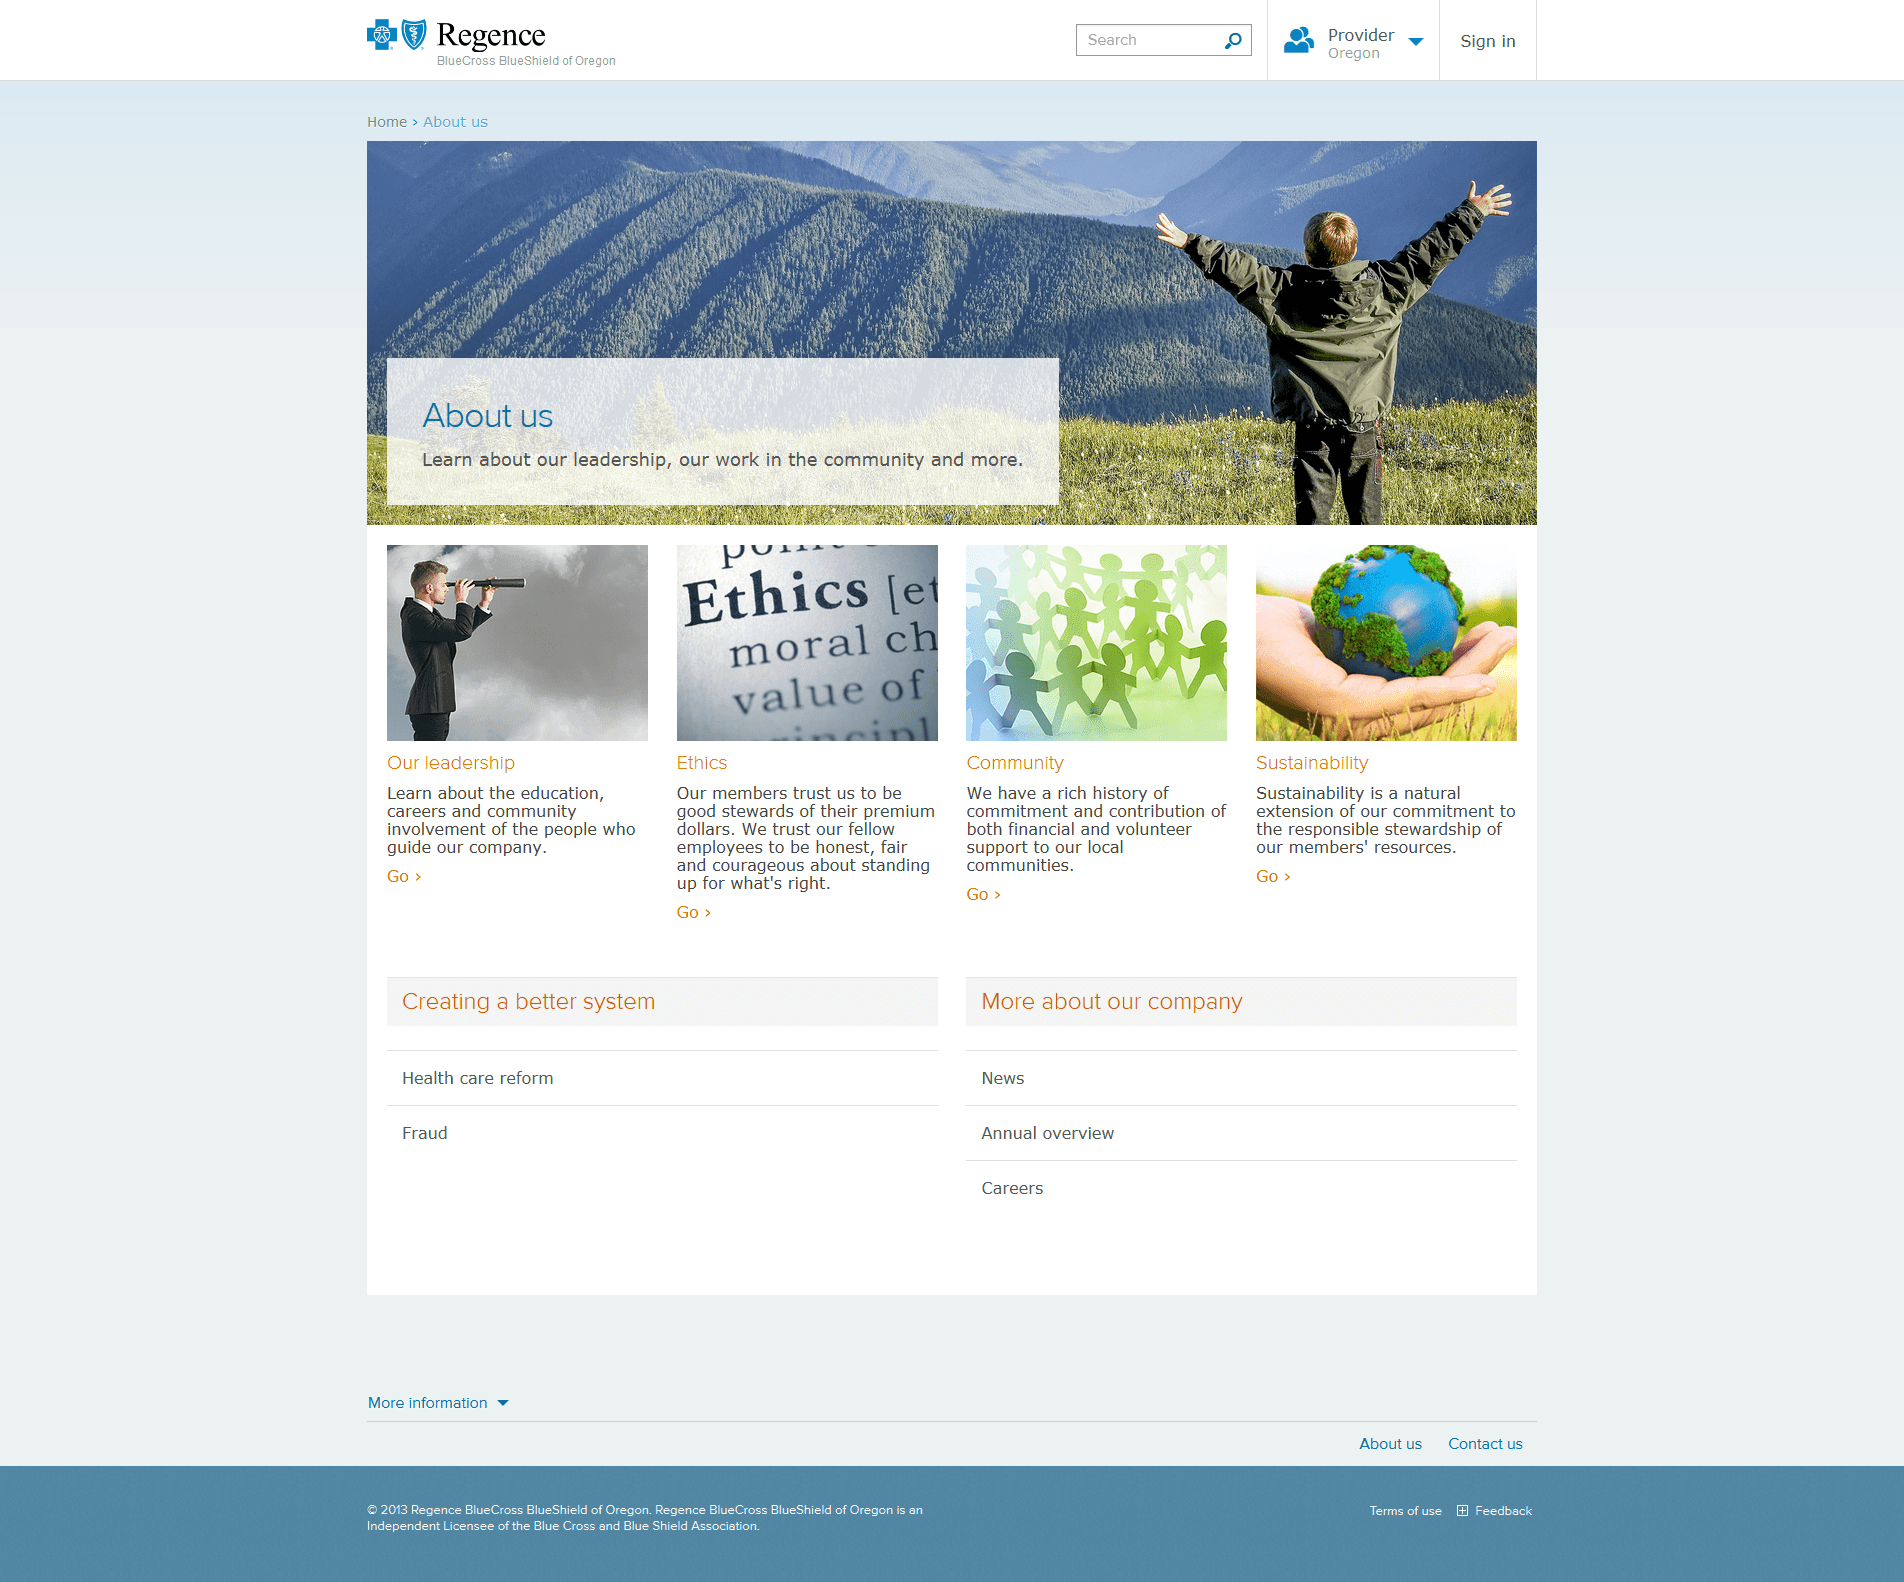 Regence
BlueCross BlueShield of Oregon
Search
Provider
Oregon
Sign in
Home › About us
About us
Learn about our leadership, our work in the community and more.
Ethics
moral
value of
Our leadership
Learn about the education,
careers and community
involvement of the people who
guide our company.
Go ›
Ethics
Our members trust us to be
good stewards of their premium
dollars. We trust our fellow
employees to be honest, fair
and courageous about standing
up for what's right.
Go ›
Community
We have a rich history of
commitment and contribution of
both financial and volunteer
support to our local
communities.
Go ›
Sustainability
Sustainability is a natural
extension of our commitment to
the responsible stewardship of
our members' resources.
Go ›
Creating a better system
Health care reform
Fraud
More about our company
News
Annual overview
Careers
More information
About us
Contact us
© 2013 Regence BlueCross BlueShield of Oregon. Regence BlueCross BlueShield of Oregon is an
Independent Licensee of the Blue Cross and Blue Shield Association.
Terms of use
Feedback